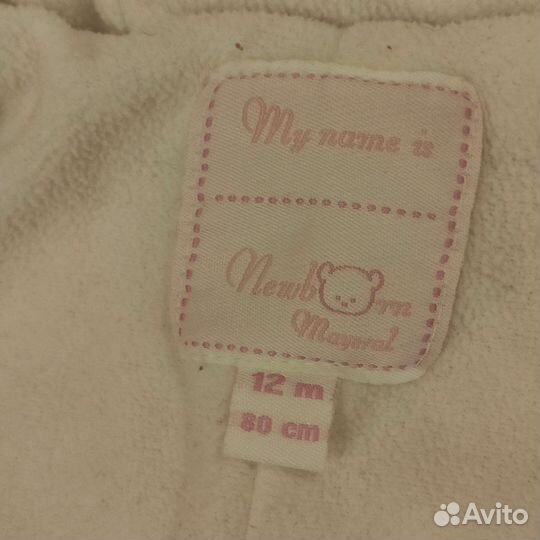 My name is
Newborn
Mayoral
12 m
80 cm
Avito